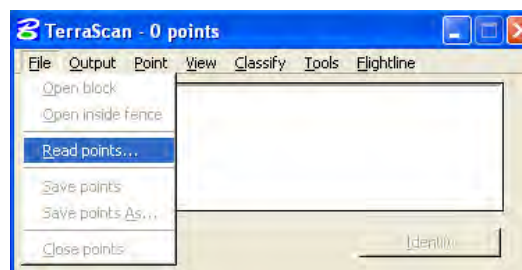 TerraScan - 0 points
File Output Point View Classify Tools Flightline
Open block
Open inside fence
Read points...
Save points
Save points As...
Close points
Identify